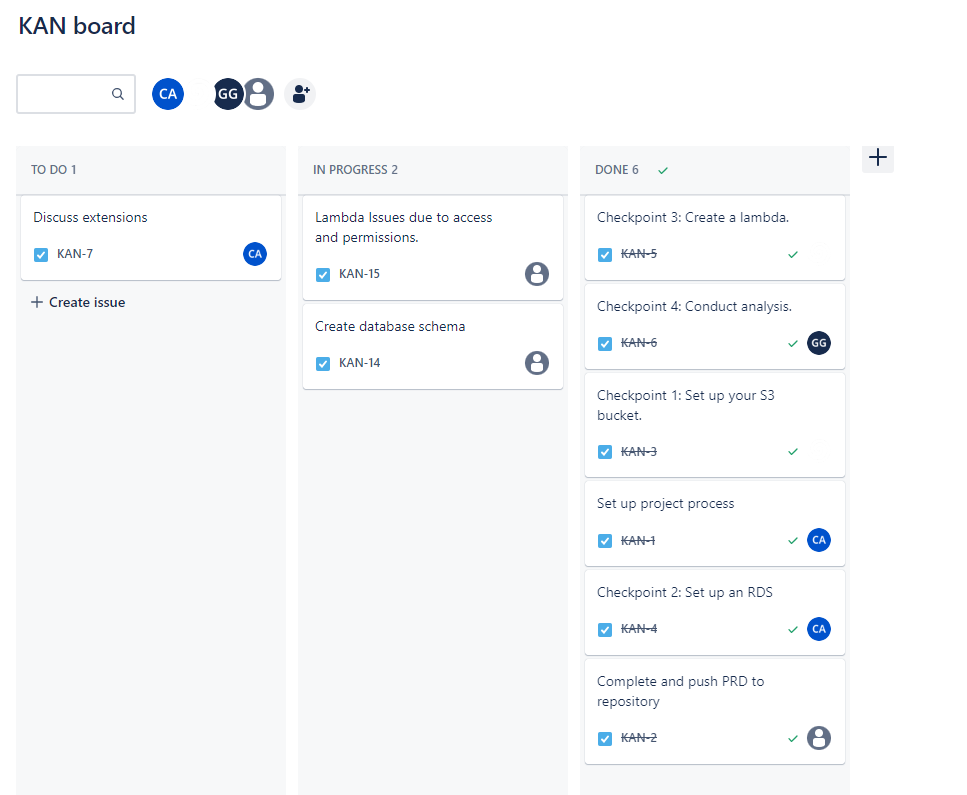 KAN board
CA
GG
TO DO 1
Discuss extensions
KAN-7
CA
Create issue
IN PROGRESS 2
Lambda Issues due to access
and permissions.
KAN-15
Create database schema
KAN-14
DONE 6
Checkpoint 3: Create a lambda.
KAN-5
Checkpoint 4: Conduct analysis.
KAN-6
GG
Checkpoint 1: Set up your S3
bucket.
KAN-3
Set up project process
KAN-1
CA
Checkpoint 2: Set up an RDS
KAN-4
CA
Complete and push PRD to
repository
KAN-2